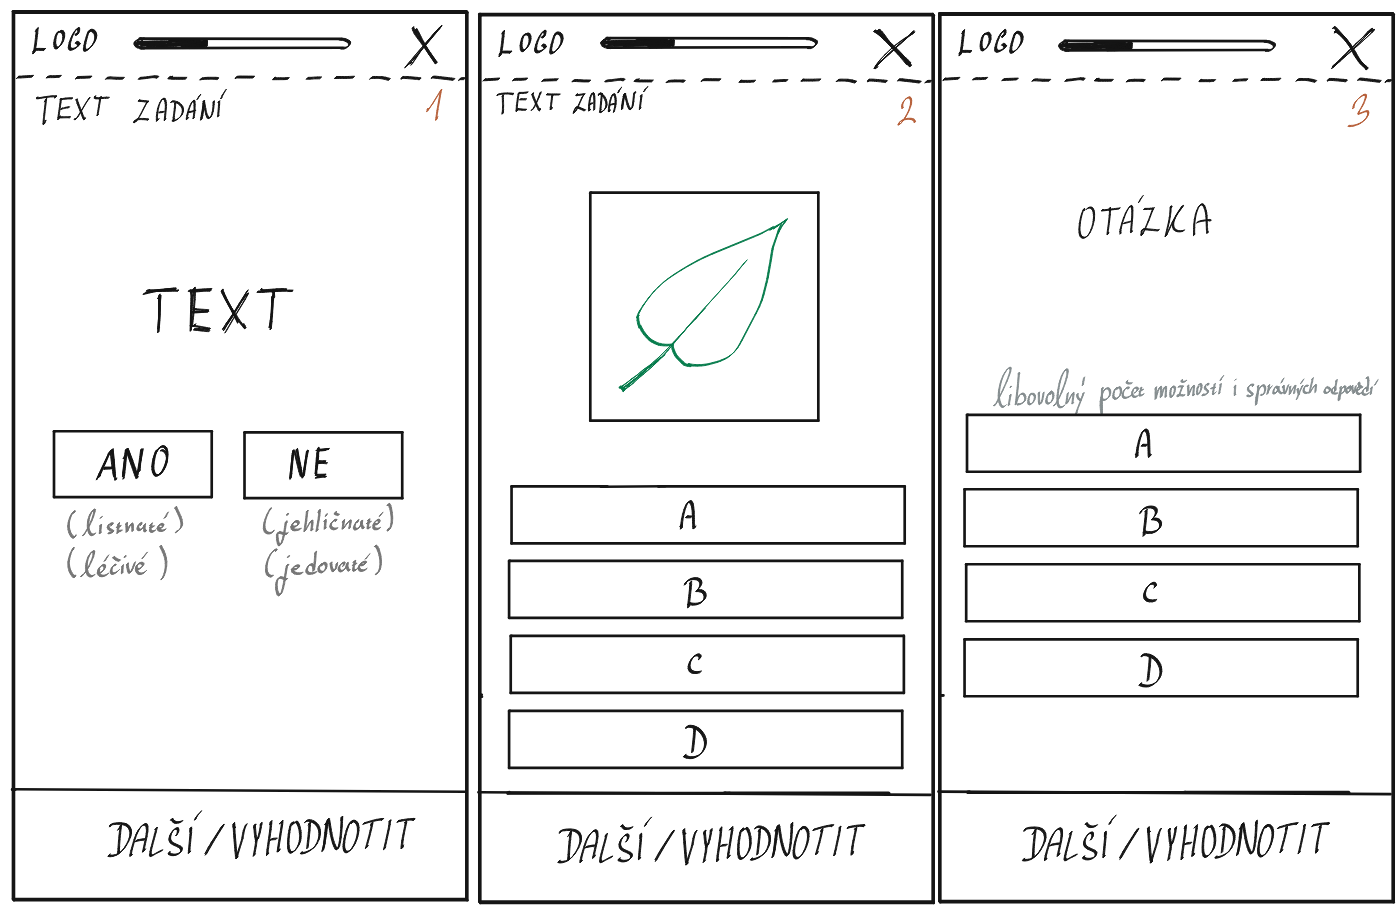 LOGO
X
TEXT ZADÁNÍ
1
TEXT
ANO
NE
(listnaté)
(jehličnaté)
(léčivé)
(jedovaté)
DALŠÍ/VYHODNOTIT
LOGO
X
TEXT ZADÁNÍ
2
A
B
C
D
DALŠÍ/VYHODNOTIT
LOGO
X
3
OTÁZKA
libovolný počet možností i správných odpovědí
A
B
C
D
DALŠÍ/VYHODNOTIT